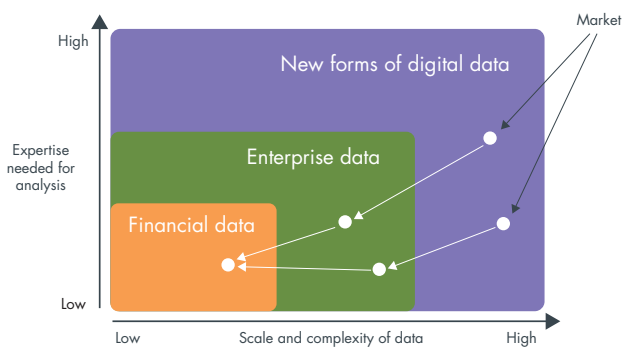 Market
High
New forms of digital data
Expertise
needed for
analysis
Enterprise data
Financial data
Low
Low
Scale and complexity of data
High